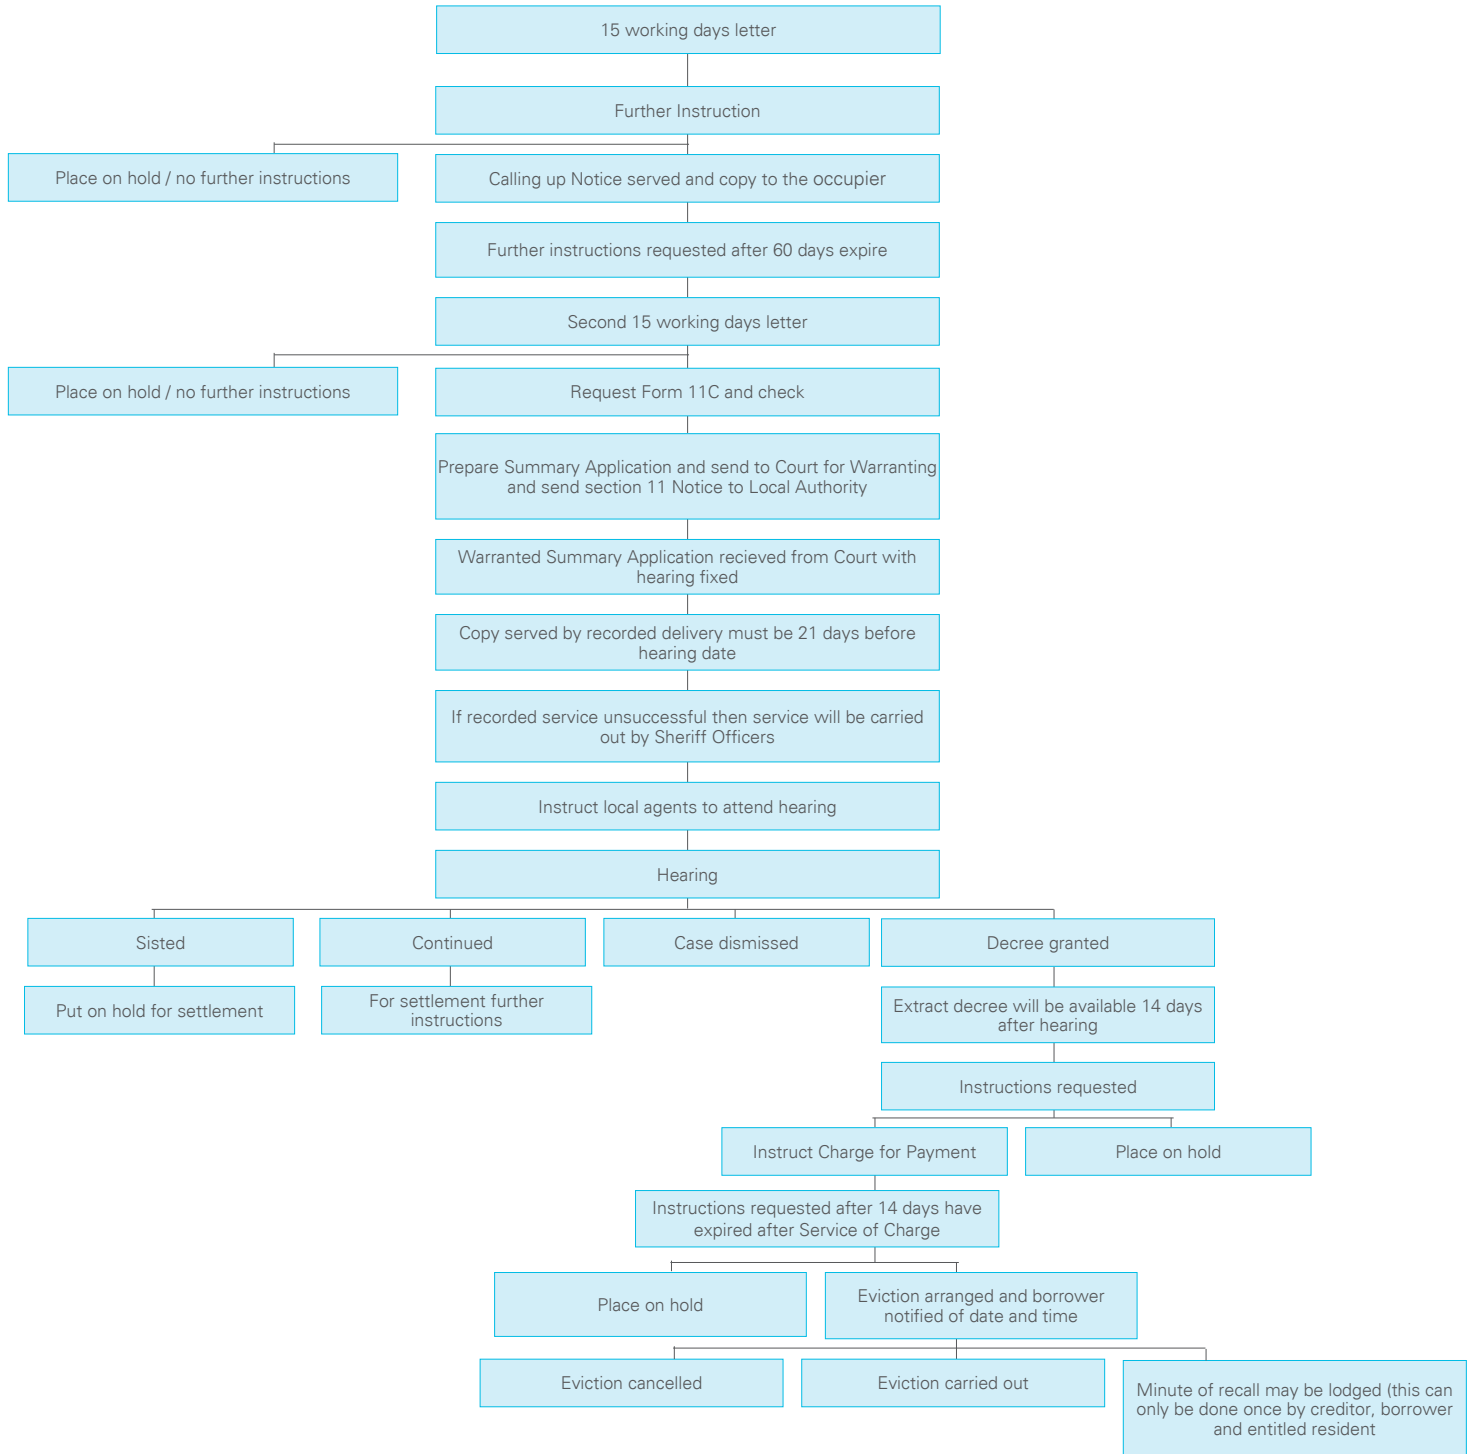 15 working days letter
Further Instruction
Place on hold / no further instructions
Calling up Notice served and copy to the occupier
Further instructions requested after 60 days expire
Second 15 working days letter
Place on hold / no further instructions
Request Form 11C and check
Prepare Summary Application and send to Court for Warranting
and send section 11 Notice to Local Authority
Warranted Summary Application recieved from Court with
hearing fixed
Copy served by recorded delivery must be 21 days before
hearing date
If recorded service unsuccessful then service will be carried
out by Sheriff Officers
Instruct local agents to attend hearing
Hearing
Sisted
Continued
Case dismissed
Decree granted
Put on hold for settlement
For settlement further
instructions
Extract decree will be available 14 days
after hearing
Instructions requested
Instruct Charge for Payment
Place on hold
Instructions requested after 14 days have
expired after Service of Charge
Place on hold
Eviction arranged and borrower
notified of date and time
Eviction cancelled
Eviction carried out
Minute of recall may be lodged (this can
only be done once by creditor, borrower
and entitled resident